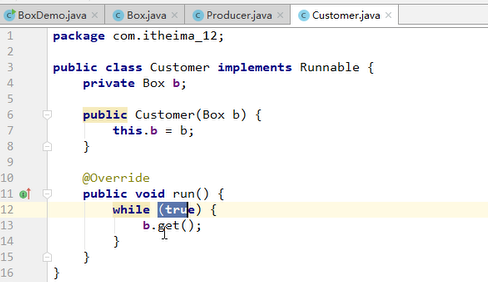 BoxDemo.java × Box.java × Producer.java × Customer.java ×
1 package com.itheima_12;
2
3 public class Customer implements Runnable {
4 private Box b;
5
6 public Customer(Box b) {
7 this.b = b;
8 }
9
10 @Override
11 public void run() {
12 while (true) {
13 b.get();
14 }
15 }
16 }